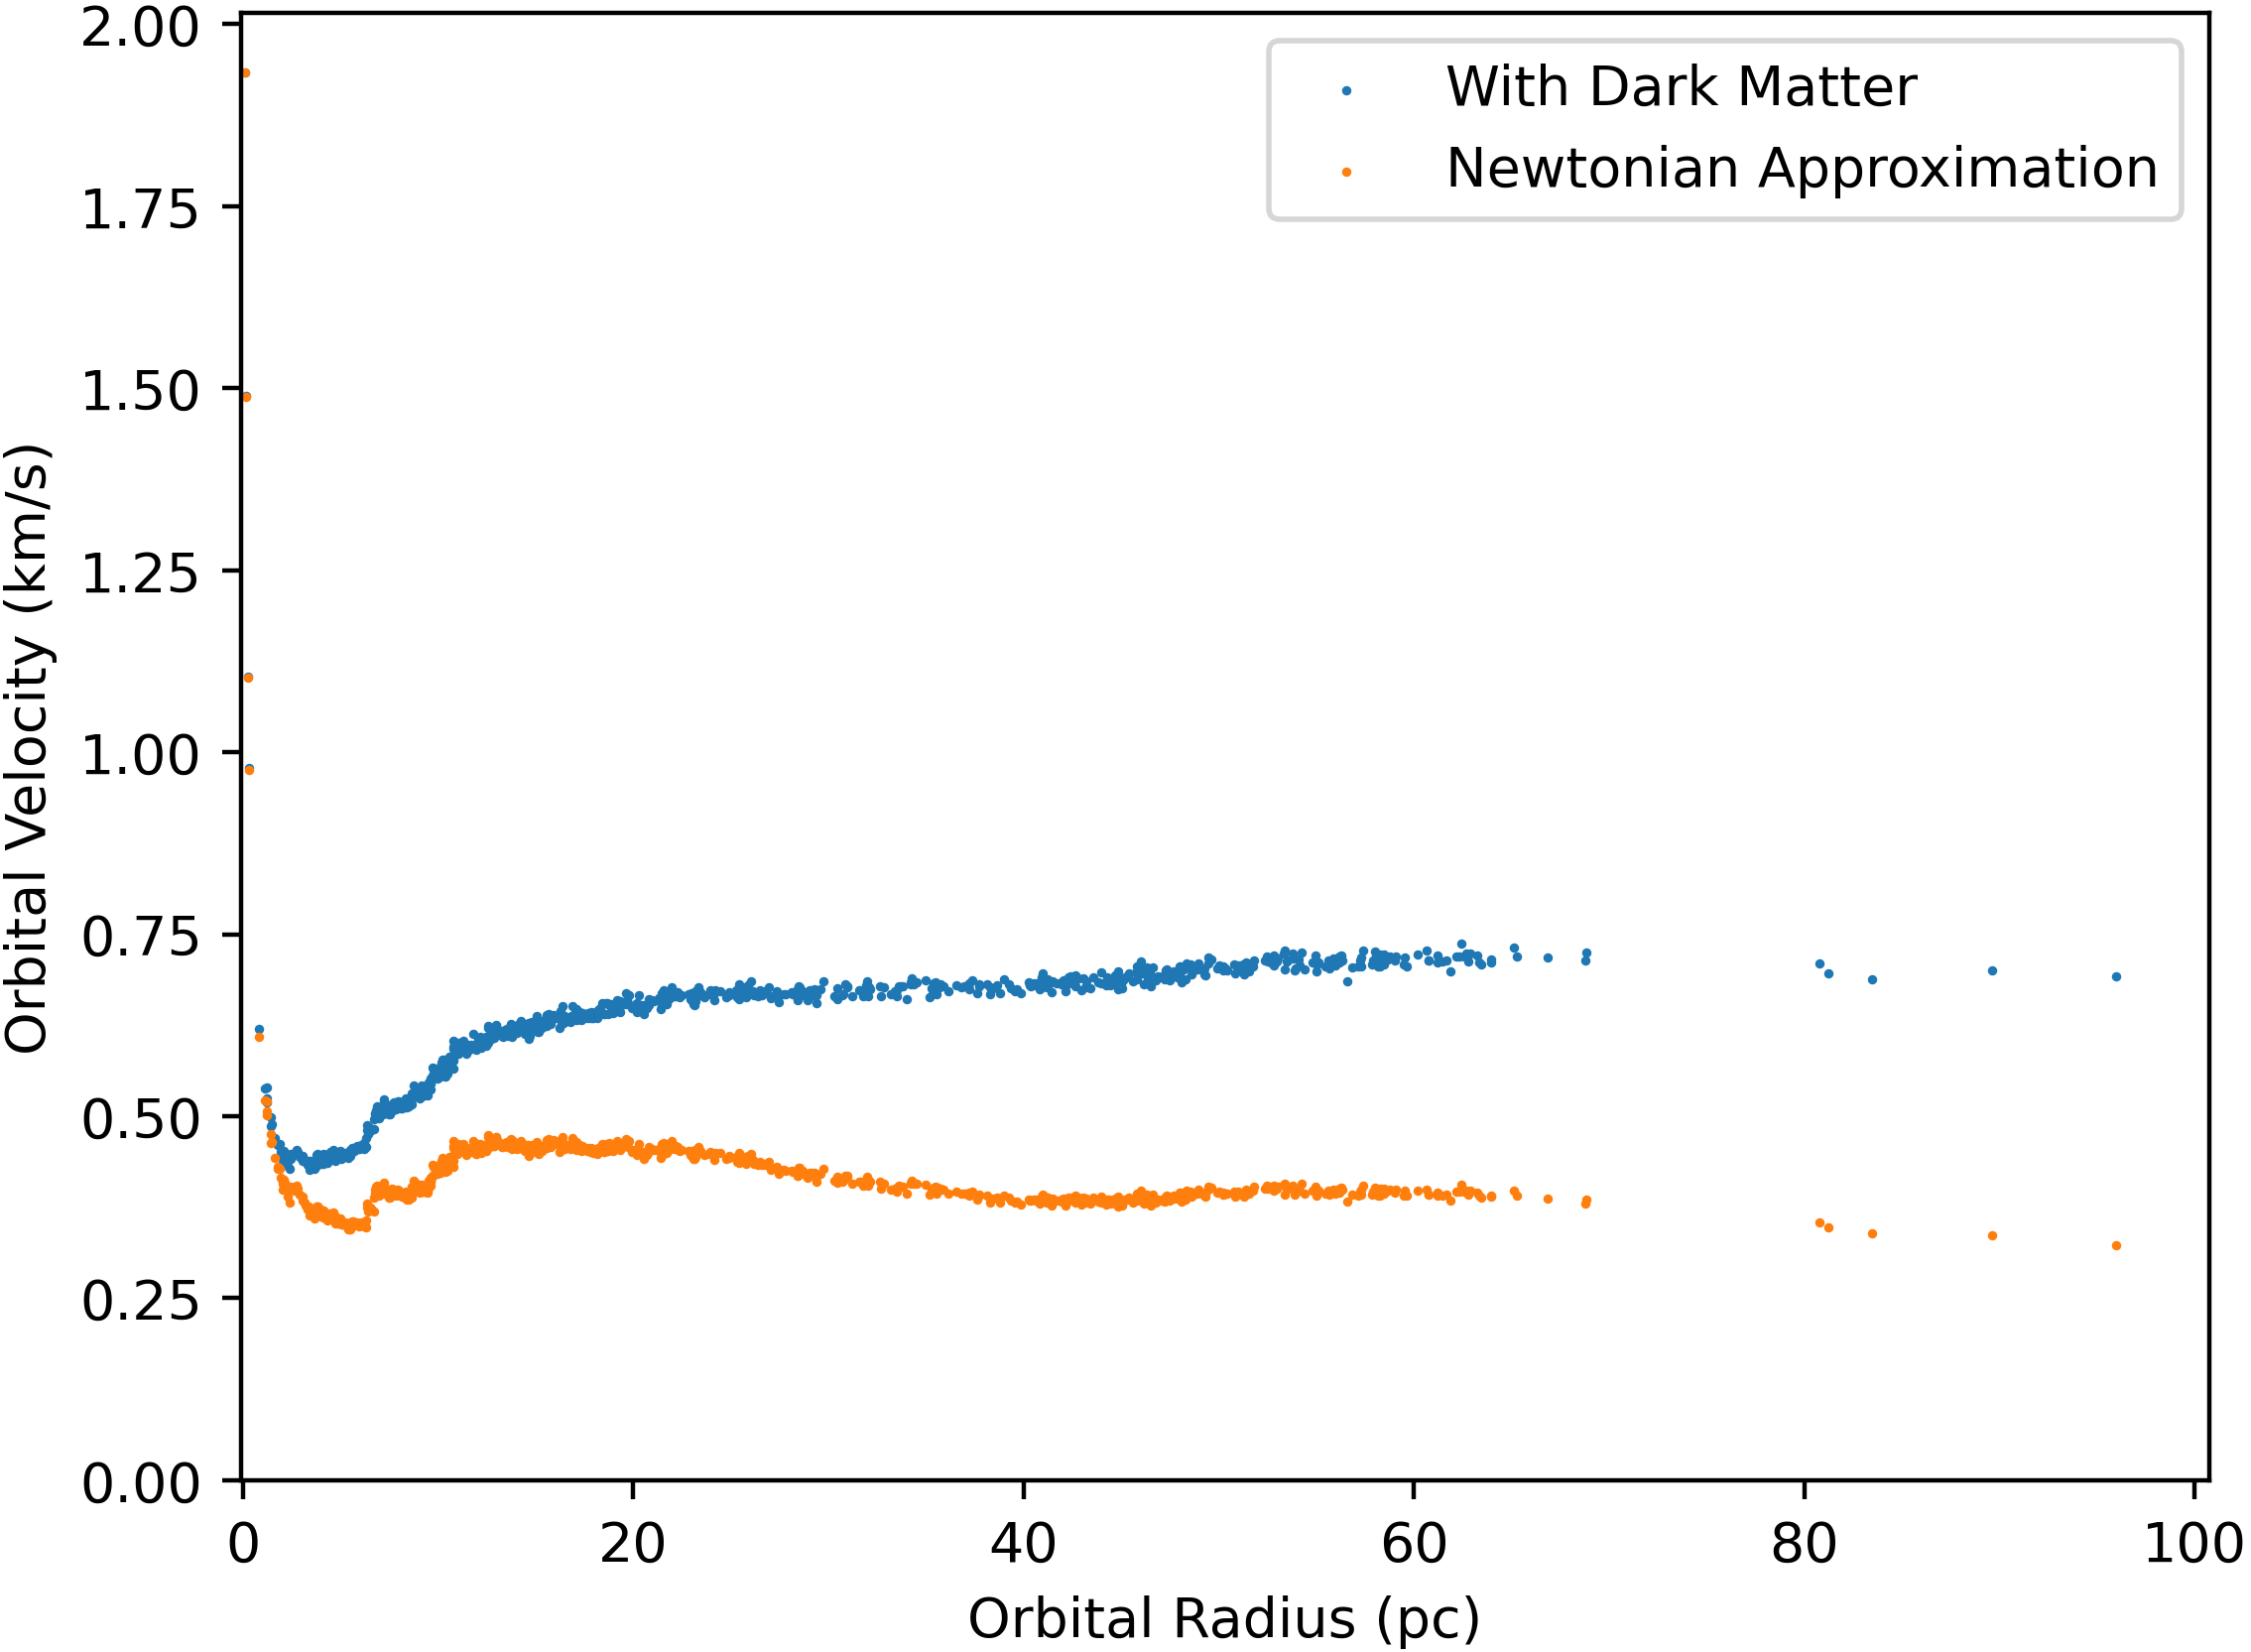 2.00
1.75
1.50
1.25
1.00
0.75
0.50
0.25
0.00
Orbital Velocity (km/s)
With Dark Matter
Newtonian Approximation
0 20 40 60 80 100
Orbital Radius (pc)